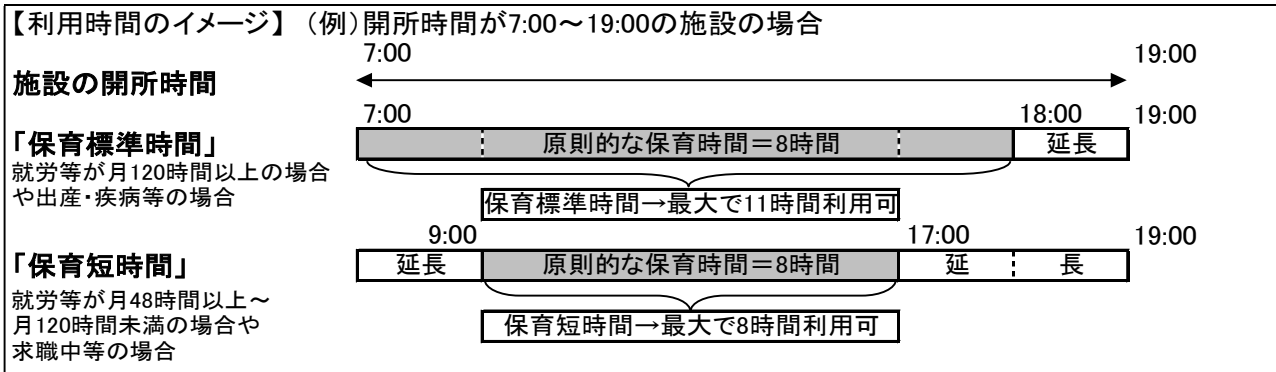 【利用時間のイメージ】 (例)開所時間が7:00～19:00の施設の場合
7:00 19:00
施設の開所時間
7:00 18:00 19:00
「保育標準時間」 原則的な保育時間＝8時間 延長
就労等が月120時間以上の場合
や出産・疾病等の場合
保育標準時間→最大で11時間利用可
9:00 17:00 19:00
「保育短時間」 延長 原則的な保育時間＝8時間 延 長
就労等が月48時間以上～
月120時間未満の場合や
保育短時間→最大で8時間利用可
求職中等の場合